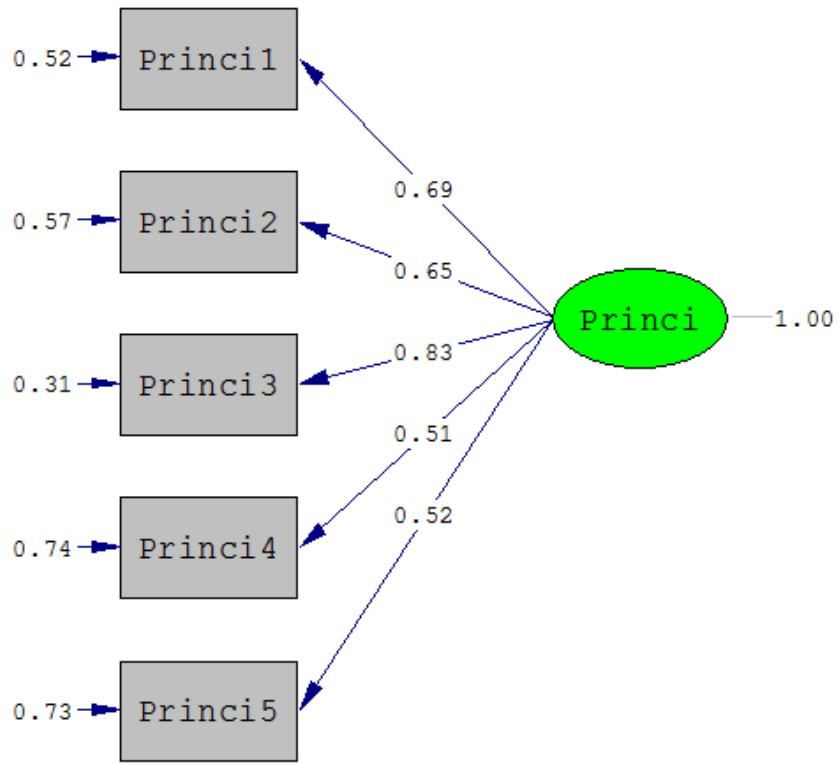 0.52 Princi1
0.69
0.57 Princi2
0.65
Princi 1.00
0.83
0.31 Princi3
0.51
0.52
0.74 Princi4
0.73 Princi5